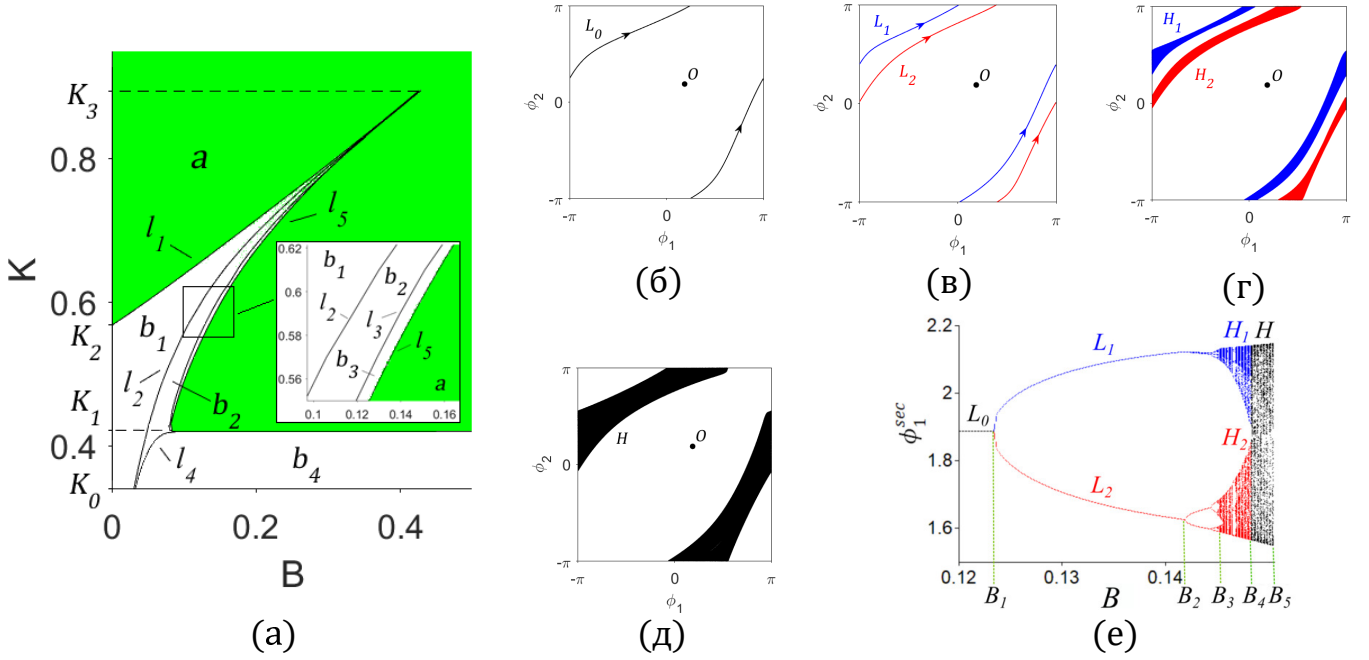 K
K₃
0.8
0.6
K₂
K₁
0.4
K₀
0
0.2
0.4
B
a
l₁
l₅
b₁
l₂
b₂
l₄
b₄
0.62
0.6
0.58
0.56
0.1
0.12
0.14
0.16
b₁
b₂
l₂
l₃
b₃
l₅
a
(а)
π
ϕ₂
0
-π
-π
0
π
ϕ₁
L₀
O
(б)
π
ϕ₂
0
-π
-π
0
π
ϕ₁
L₁
L₂
O
(в)
π
ϕ₂
0
-π
-π
0
π
ϕ₁
H₁
H₂
O
(г)
π
ϕ₂
0
-π
-π
0
π
ϕ₁
H
O
(д)
2.2
2
1.8
1.6
ϕ₁ˢᵉᶜ
L₀
L₁
L₂
H₁
H
H₂
0.12
0.13
0.14
B₁
B
B₂
B₃
B₄
B₅
(е)